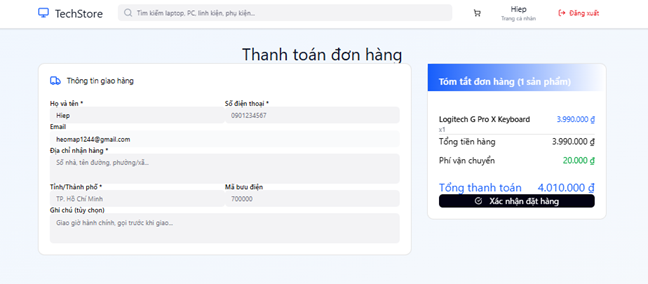 TechStore
Tìm kiếm laptop, PC, linh kiện, phụ kiện...
Hiep
Trang cá nhân
Đăng xuất
Thanh toán đơn hàng
Thông tin giao hàng
Họ và tên *
Số điện thoại *
Hiep
0901234567
Email
heomap1244@gmail.com
Địa chỉ nhận hàng *
Số nhà, tên đường, phường/xã...
Tỉnh/Thành phố *
Mã bưu điện
TP. Hồ Chí Minh
700000
Ghi chú (tùy chọn)
Giao giờ hành chính, gọi trước khi giao...
Tóm tắt đơn hàng (1 sản phẩm)
Logitech G Pro X Keyboard 3.990.000 ₫
x1
Tổng tiền hàng 3.990.000 ₫
Phí vận chuyển 20.000 ₫
Tổng thanh toán 4.010.000 ₫
Xác nhận đặt hàng